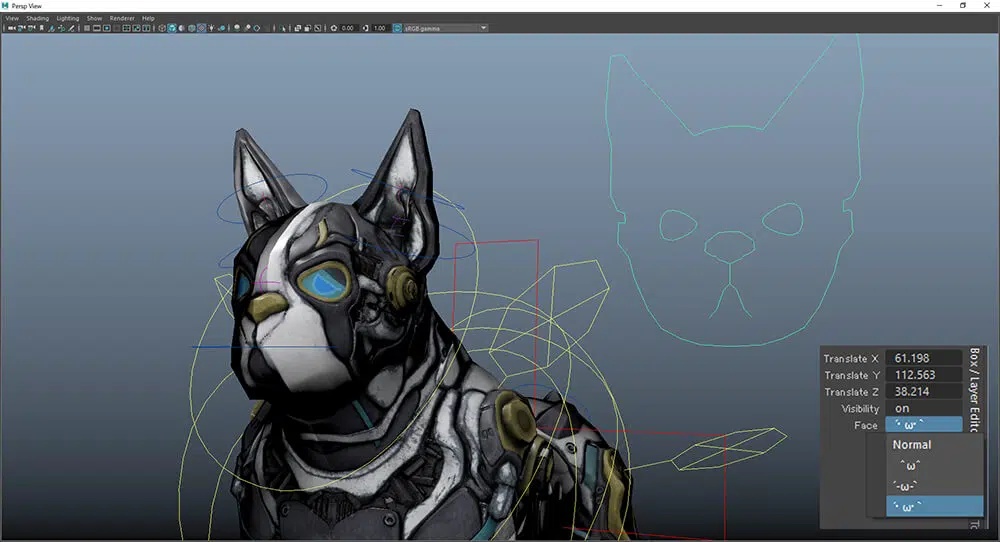 Persp View
View Shading Lighting Show Renderer Help
0.00 1.00 sRGB gamma
Translate X 61.198
Translate Y 112.563
Translate Z 38.214
Visibility on
Face ´• ω• `
Normal
^ω^
´-ω-`
´• ω• `
Box / Layer Edito
To